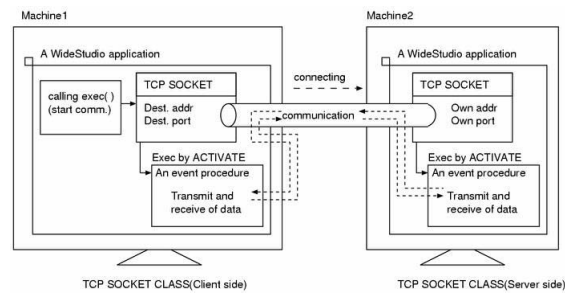 Machine1
Machine2
A WideStudio application
A WideStudio application
TCP SOCKET
connecting
TCP SOCKET
calling exec( )
(start comm.)
Dest. addr
Dest. port
communication
Own addr
Own port
Exec by ACTIVATE
Exec by ACTIVATE
An event procedure
An event procedure
Transmit and
receive of data
Transmit and
receive of data
TCP SOCKET CLASS(Client side)
TCP SOCKET CLASS(Server side)